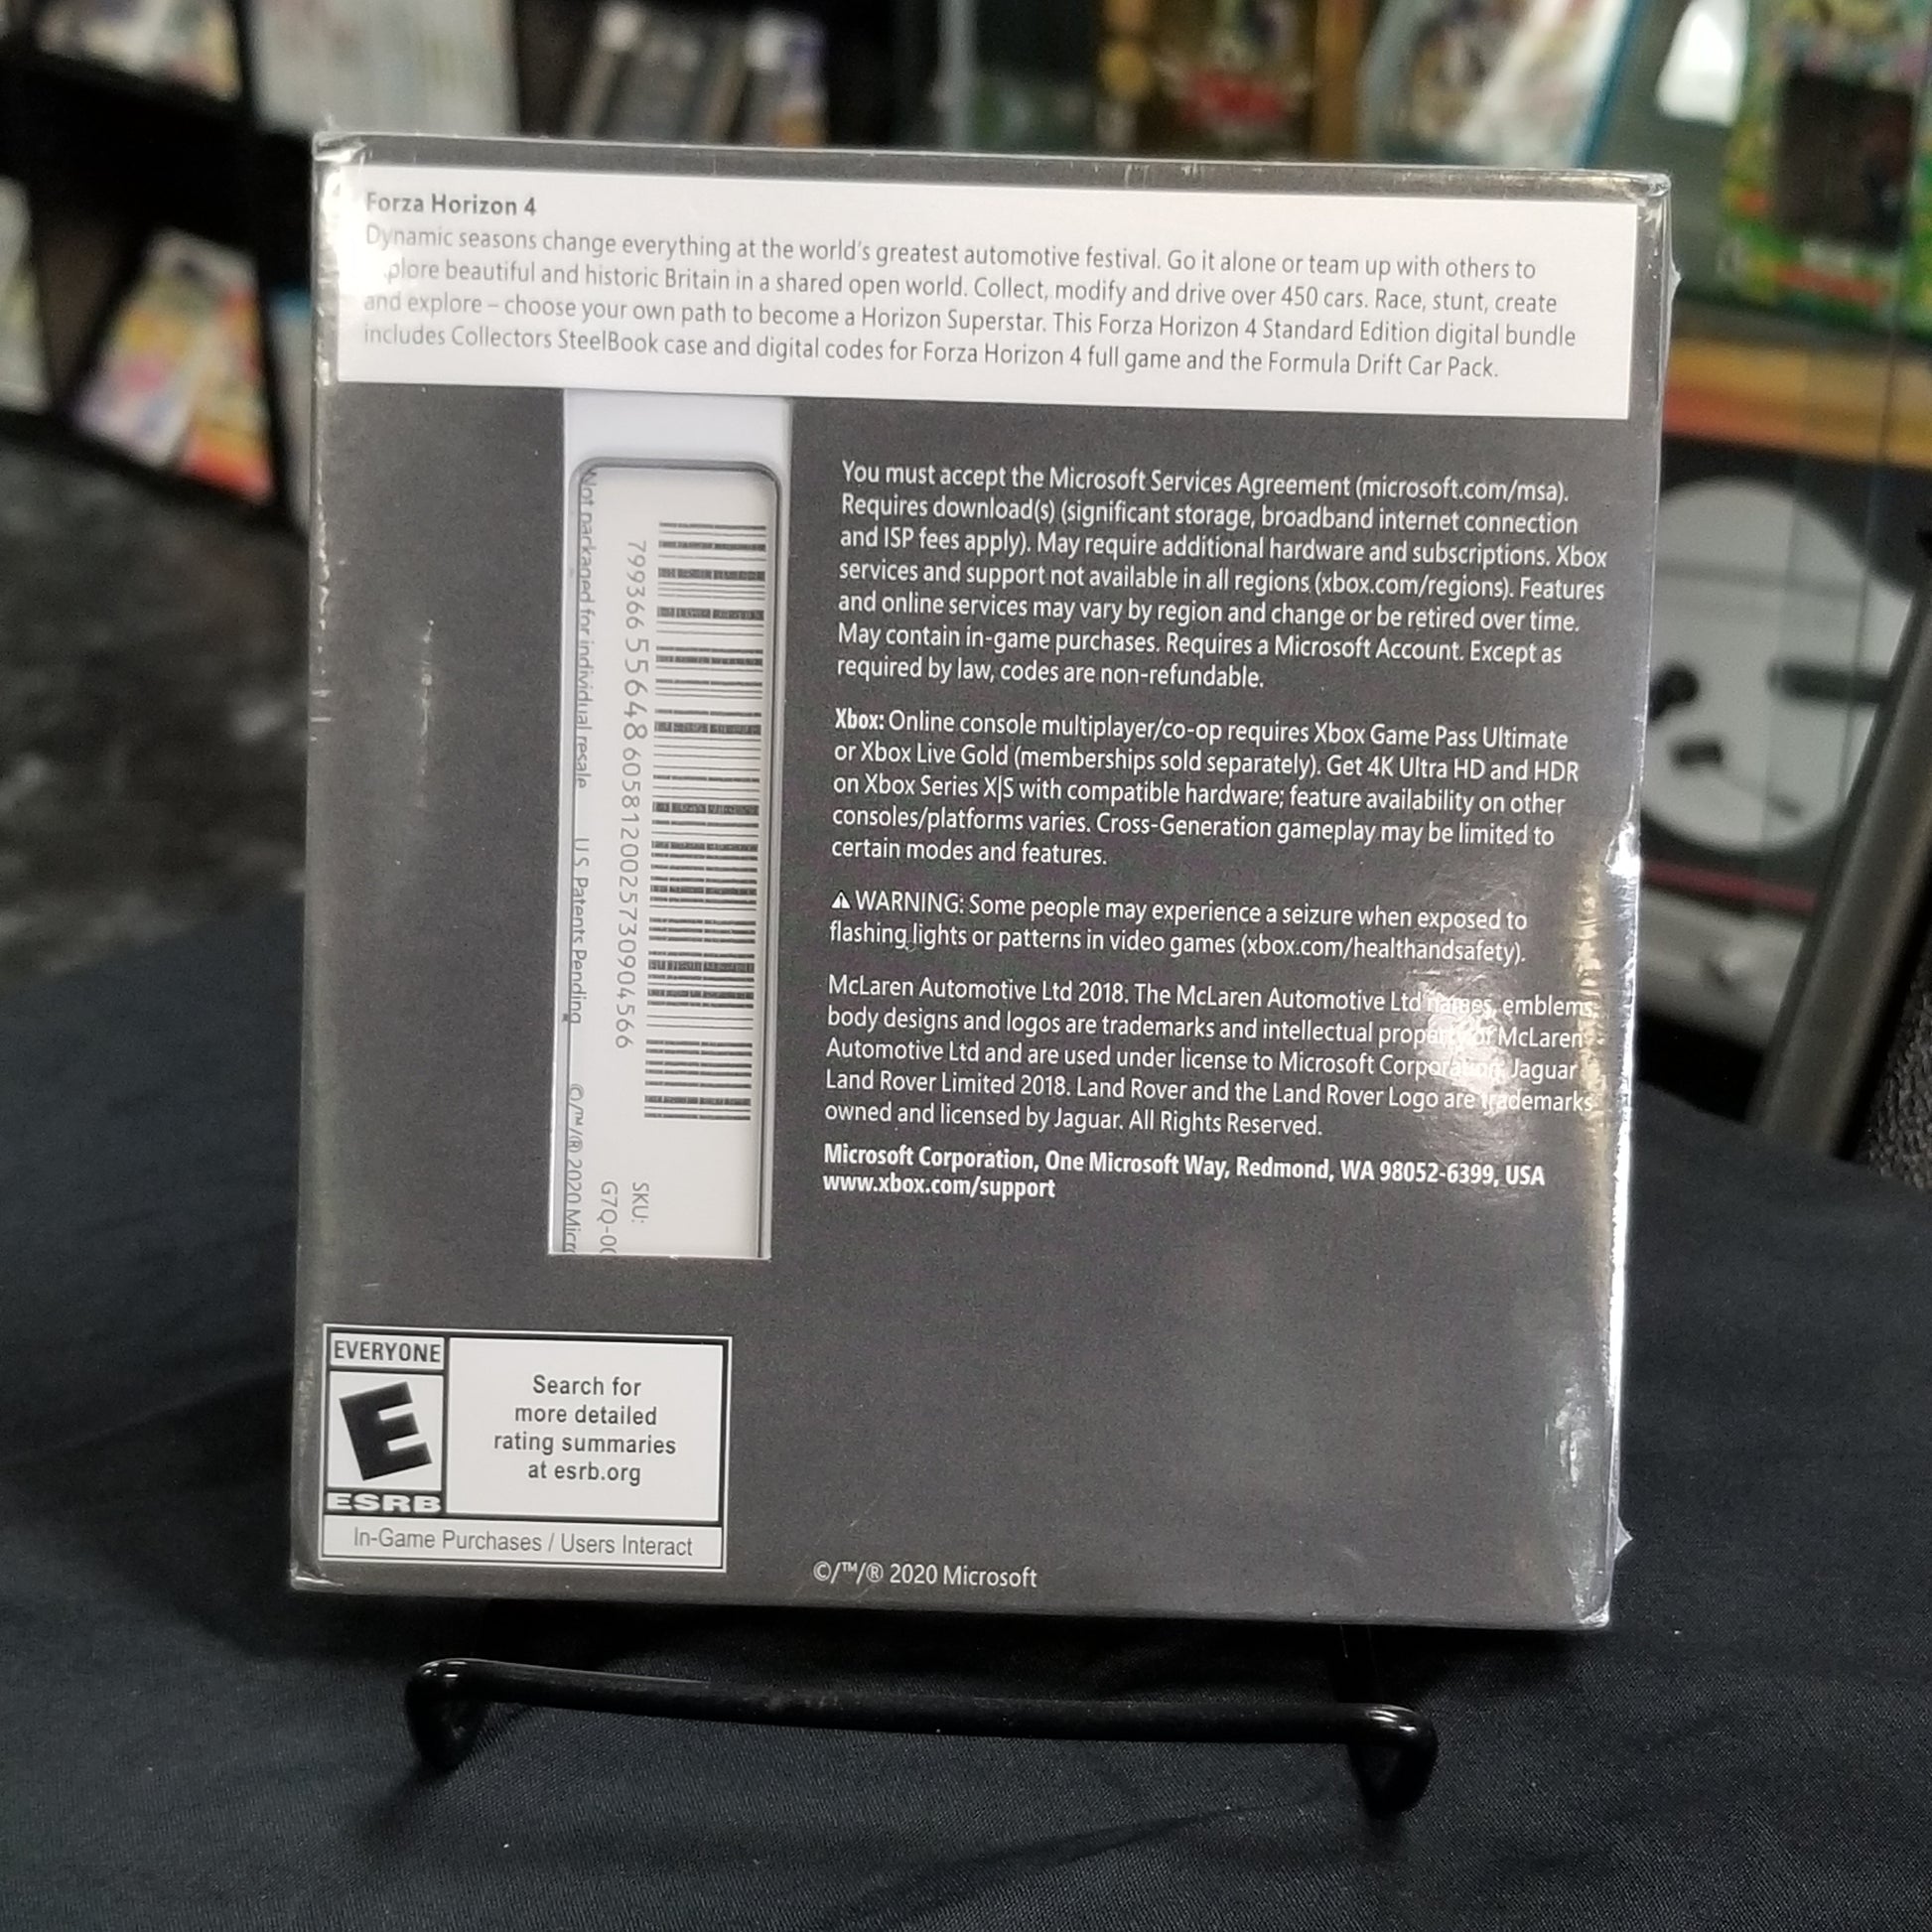 Forza Horizon 4
Dynamic seasons change everything at the world's greatest automotive festival. Go it alone or team up with others to
plore beautiful and historic Britain in a shared open world. Collect, modify and drive over 450 cars. Race, stunt, create
and explore – choose your own path to become a Horizon Superstar. This Forza Horizon 4 Standard Edition digital bundle
includes Collectors SteelBook case and digital codes for Forza Horizon 4 full game and the Formula Drift Car Pack.
Not packaged for individual resale U.S. Patents Pending ©/™/® 2020 Micr
799366 556486058120025730904566
SKU:
G7Q-00
You must accept the Microsoft Services Agreement (microsoft.com/msa).
Requires download(s) (significant storage, broadband internet connection
and ISP fees apply). May require additional hardware and subscriptions. Xbox
services and support not available in all regions (xbox.com/regions). Features
and online services may vary by region and change or be retired over time.
May contain in-game purchases. Requires a Microsoft Account. Except as
required by law, codes are non-refundable.
Xbox: Online console multiplayer/co-op requires Xbox Game Pass Ultimate
or Xbox Live Gold (memberships sold separately). Get 4K Ultra HD and HDR
on Xbox Series X|S with compatible hardware; feature availability on other
consoles/platforms varies. Cross-Generation gameplay may be limited to
certain modes and features.
⚠ WARNING: Some people may experience a seizure when exposed to
flashing lights or patterns in video games (xbox.com/healthandsafety).
McLaren Automotive Ltd 2018. The McLaren Automotive Ltd names, emblems,
body designs and logos are trademarks and intellectual property of McLaren
Automotive Ltd and are used under license to Microsoft Corporation. Jaguar
Land Rover Limited 2018. Land Rover and the Land Rover Logo are trademarks
owned and licensed by Jaguar. All Rights Reserved.
Microsoft Corporation, One Microsoft Way, Redmond, WA 98052-6399, USA
www.xbox.com/support
EVERYONE
E
ESRB
Search for
more detailed
rating summaries
at esrb.org
In-Game Purchases / Users Interact
©/™/® 2020 Microsoft